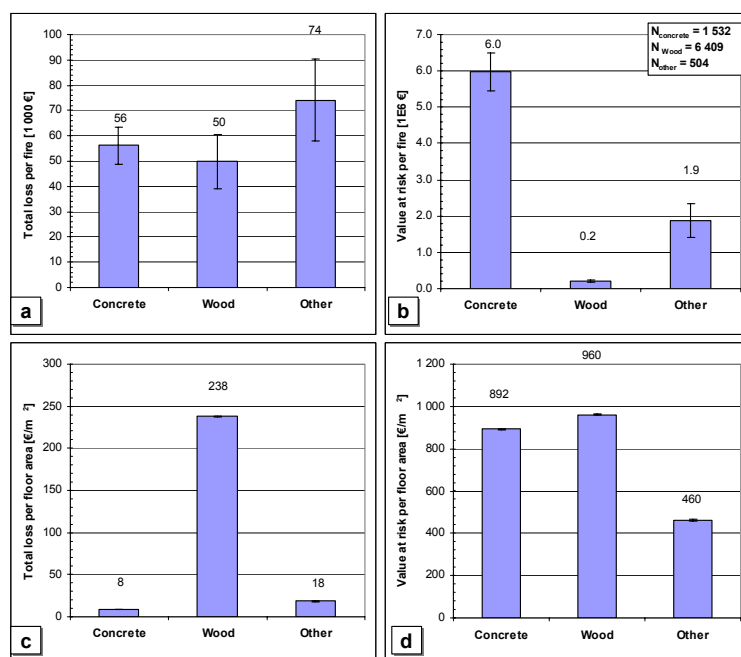 74
100
90
80
70
60
50
40
30
20
10
0
56
50
Total loss per fire [1 000 €]
Concrete
Wood
Other
a
N concrete = 1 532
N Wood = 6 409
N other = 504
7.0
6.0
5.0
4.0
3.0
2.0
1.0
0.0
6.0
0.2
1.9
Value at risk per fire [1E6 €]
Concrete
Wood
Other
b
300
250
200
150
100
50
0
8
238
18
Total loss per floor area [€/m ²]
Concrete
Wood
Other
c
1 200
1 000
800
600
400
200
0
892
960
460
Value at risk per floor area [€/m ²]
Concrete
Wood
Other
d